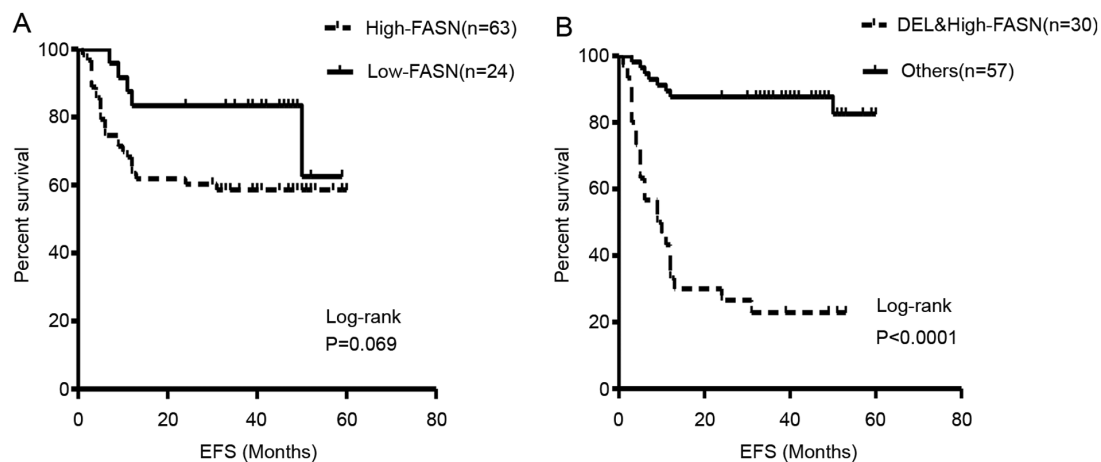 A
High-FASN(n=63)
Low-FASN(n=24)
100
80
60
40
20
0
Percent survival
Log-rank
P=0.069
0 20 40 60 80
EFS (Months)
B
DEL&High-FASN(n=30)
Others(n=57)
100
80
60
40
20
0
Percent survival
Log-rank
P<0.0001
0 20 40 60 80
EFS (Months)